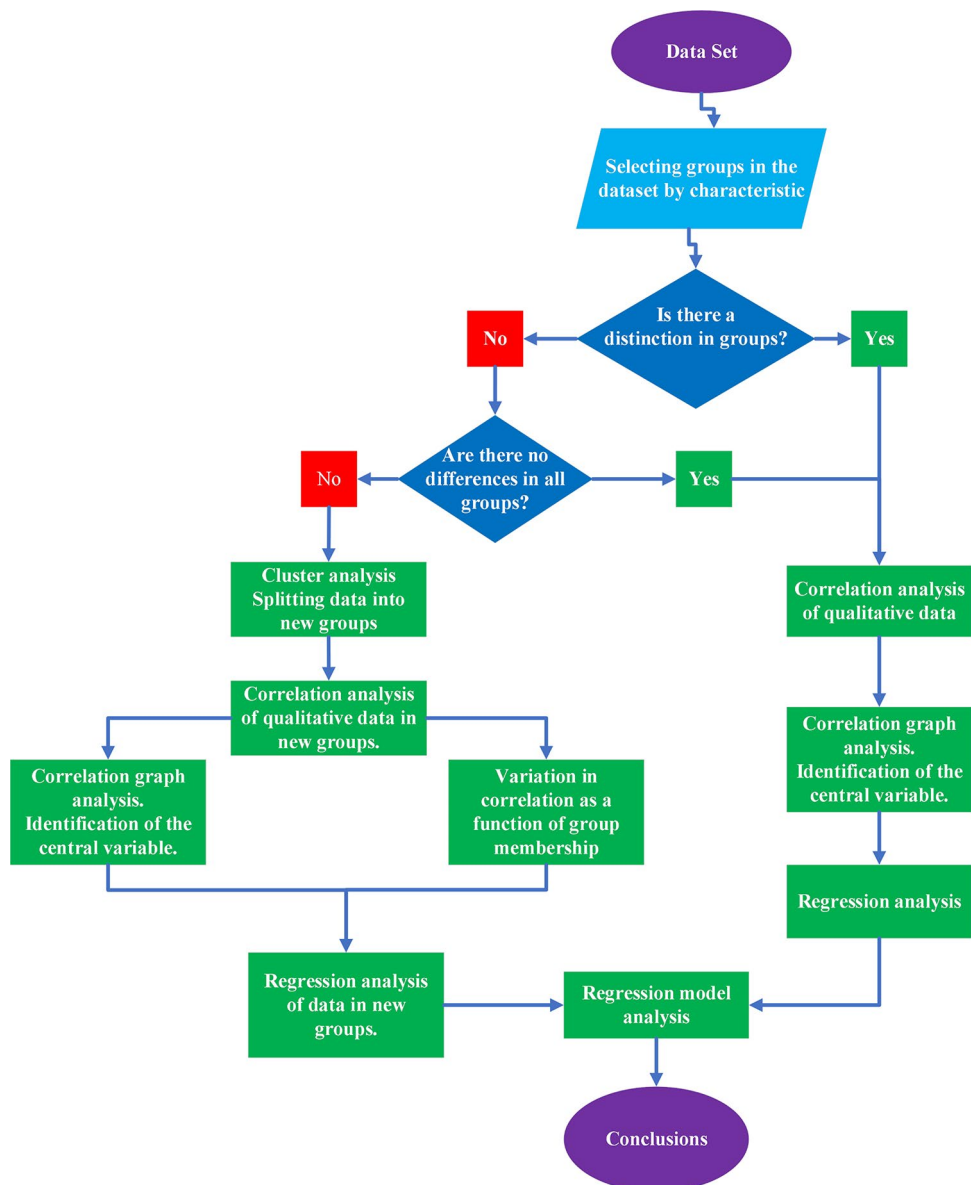 Data Set
Selecting groups in the
dataset by characteristic
Is there a
distinction in groups?
No
Yes
Are there no
differences in all
groups?
No
Yes
Cluster analysis
Splitting data into
new groups
Correlation analysis
of qualitative data
Correlation analysis
of qualitative data in
new groups.
Correlation graph
analysis.
Identification of the
central variable.
Variation in
correlation as a
function of group
membership
Correlation graph
analysis.
Identification of the
central variable.
Regression analysis
Regression analysis
of data in new
groups.
Regression model
analysis
Conclusions